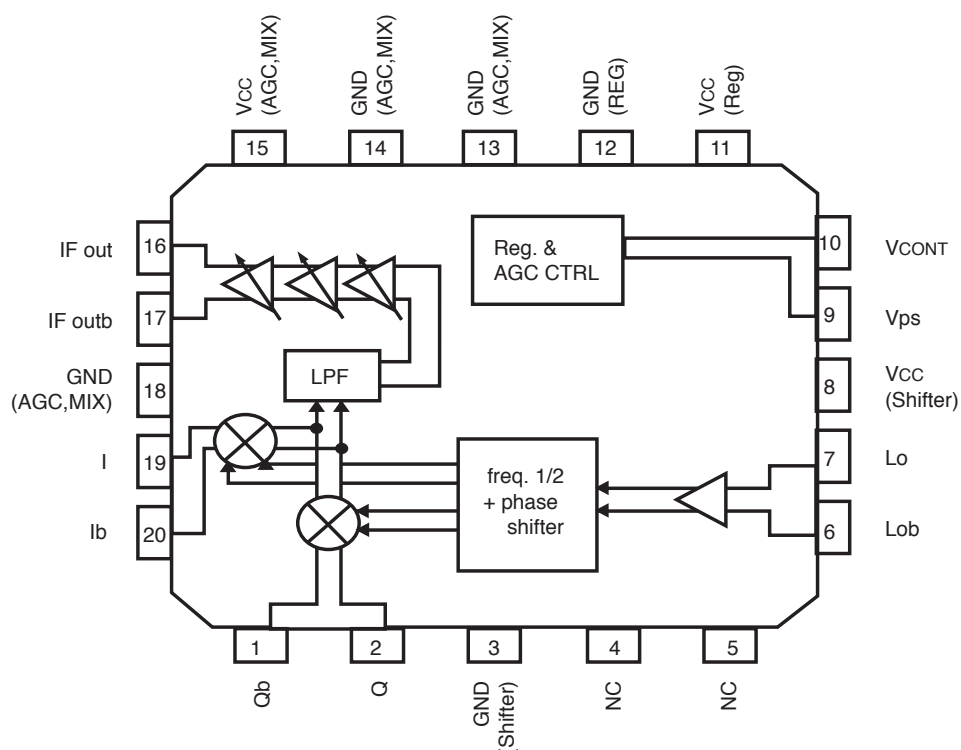 VCC
(AGC,MIX)
GND
(AGC,MIX)
GND
(AGC,MIX)
GND
(REG)
VCC
(Reg)
15
14
13
12
11
IF out
16
Reg. &
AGC CTRL
10
VCONT
IF outb
17
9
Vps
GND
(AGC,MIX)
18
LPF
8
VCC
(Shifter)
I
19
freq. 1/2
+ phase
shifter
7
Lo
Ib
20
6
Lob
1
2
3
4
5
Qb
Q
GND
(Shifter)
NC
NC